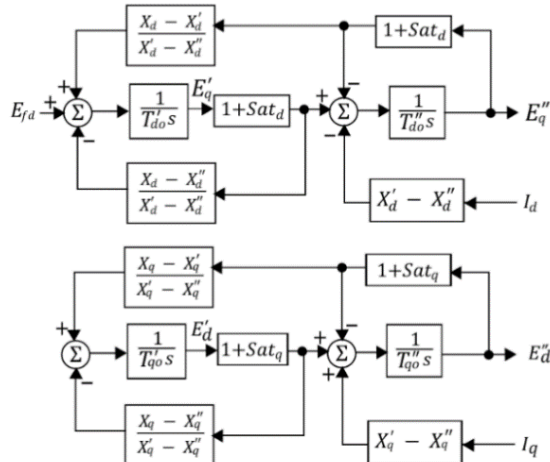 X_d − X'_d / X'_d − X''_d
1+Sat_d
E_fd + + − Σ 1 / T'_do s E'_q 1+Sat_d + − − Σ 1 / T''_do s E''_q
X_d − X''_d / X'_d − X''_d
X'_d − X''_d I_d
X_q − X'_q / X'_q − X''_q
1+Sat_q
+ − Σ 1 / T'_qo s E'_d 1+Sat_q + − + Σ 1 / T''_qo s E''_d
X_q − X''_q / X'_q − X''_q
X'_q − X''_q I_q